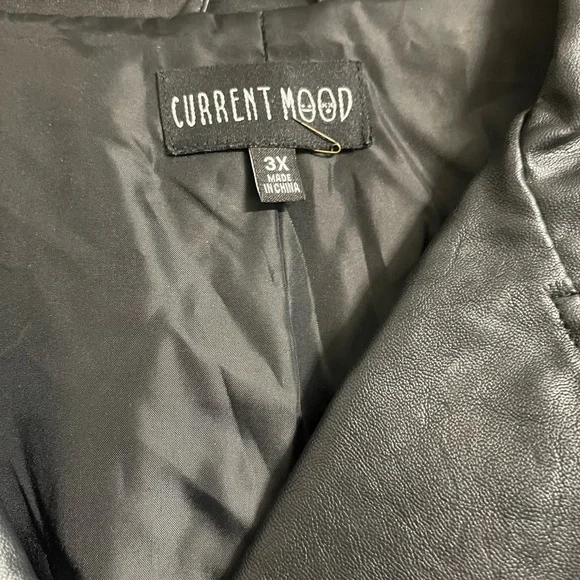 CURRENT MOOD
3X
MADE
IN CHINA